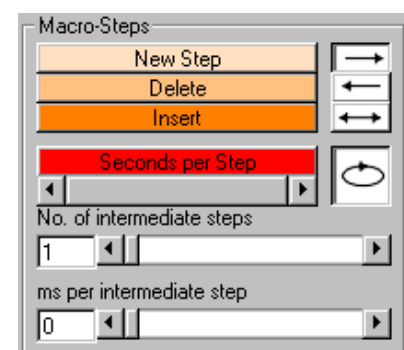 Macro-Steps
New Step
Delete
Insert
Seconds per Step
No. of intermediate steps
1
ms per intermediate step
0